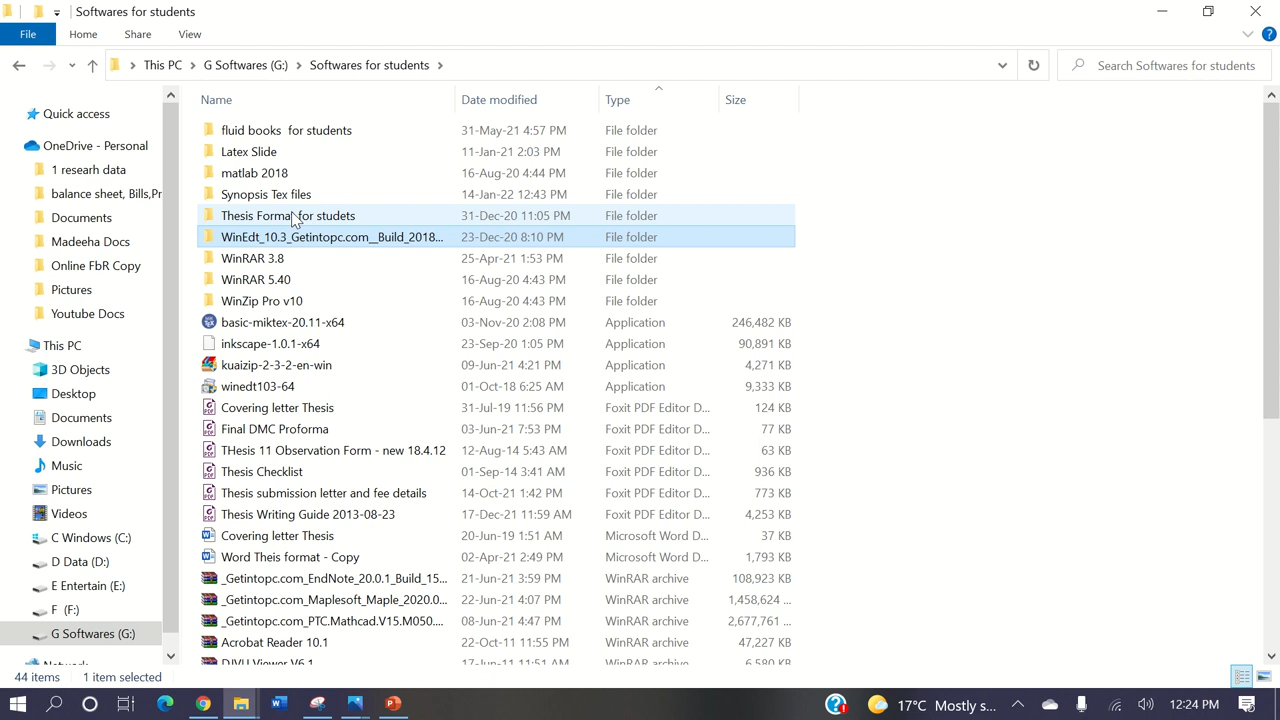 Softwares for students
File
Home
Share
View
This PC
G Softwares (G:)
Softwares for students
Search Softwares for students
Name
Date modified
Type
Size
Quick access
OneDrive - Personal
1 researh data
balance sheet, Bills,Pr
Documents
Madeeha Docs
Online FbR Copy
Pictures
Youtube Docs
This PC
3D Objects
Desktop
Documents
Downloads
Music
Pictures
Videos
C Windows (C:)
D Data (D:)
E Entertain (E:)
F (F:)
G Softwares (G:)
Network
fluid books for students 31-May-21 4:57 PM File folder
Latex Slide 11-Jan-21 2:03 PM File folder
matlab 2018 16-Aug-20 4:44 PM File folder
Synopsis Tex files 14-Jan-22 12:43 PM File folder
Thesis Format for studets 31-Dec-20 11:05 PM File folder
WinEdt_10.3_Getintopc.com__Build_2018... 23-Dec-20 8:10 PM File folder
WinRAR 3.8 25-Apr-21 1:53 PM File folder
WinRAR 5.40 16-Aug-20 4:43 PM File folder
WinZip Pro v10 16-Aug-20 4:43 PM File folder
basic-miktex-20.11-x64 03-Nov-20 2:08 PM Application 246,482 KB
inkscape-1.0.1-x64 23-Sep-20 1:05 PM Application 90,891 KB
kuaizip-2-3-2-en-win 09-Jun-21 4:21 PM Application 4,271 KB
winedt103-64 01-Oct-18 6:25 AM Application 9,333 KB
Covering letter Thesis 31-Jul-19 11:56 PM Foxit PDF Editor D... 124 KB
Final DMC Proforma 03-Jun-21 7:53 PM Foxit PDF Editor D... 77 KB
THesis 11 Observation Form - new 18.4.12 12-Aug-14 5:43 AM Foxit PDF Editor D... 63 KB
Thesis Checklist 01-Sep-14 3:41 AM Foxit PDF Editor D... 936 KB
Thesis submission letter and fee details 14-Oct-21 1:42 PM Foxit PDF Editor D... 773 KB
Thesis Writing Guide 2013-08-23 17-Dec-21 11:59 AM Foxit PDF Editor D... 4,253 KB
Covering letter Thesis 20-Jun-19 1:51 AM Microsoft Word D... 37 KB
Word Theis format - Copy 02-Apr-21 2:49 PM Microsoft Word D... 1,793 KB
_Getintopc.com_EndNote_20.0.1_Build_15... 21-Jun-21 3:59 PM WinRAR archive 108,923 KB
_Getintopc.com_Maplesoft_Maple_2020.0... 22-Jun-21 4:07 PM WinRAR archive 1,458,624 ...
_Getintopc.com_PTC.Mathcad.V15.M050.... 08-Jun-21 4:47 PM WinRAR archive 2,677,761 ...
Acrobat Reader 10.1 22-Oct-11 11:55 PM WinRAR archive 47,227 KB
DJVU Viewer V6.1 17-Jun-11 11:51 AM WinRAR archive 6,580 KB
44 items 1 item selected
17°C Mostly s...
12:24 PM